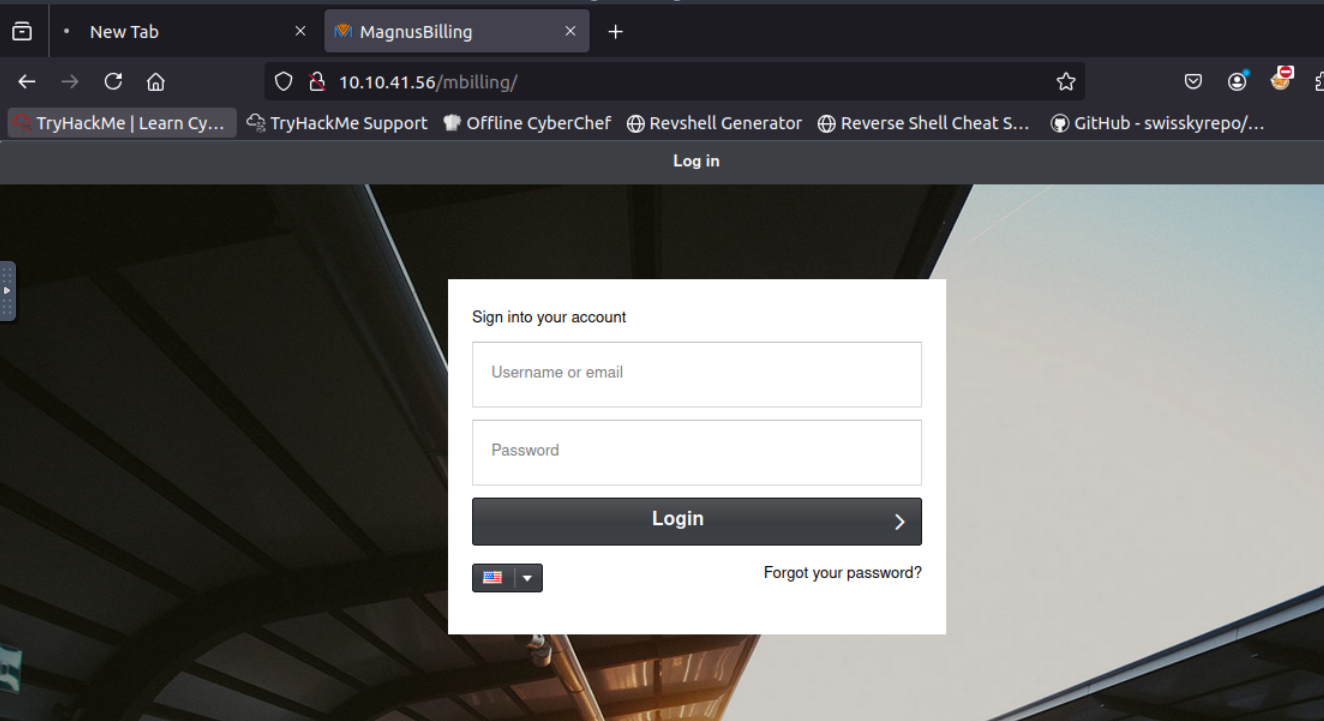 New Tab
MagnusBilling
10.10.41.56/mbilling/
TryHackMe | Learn Cy... TryHackMe Support Offline CyberChef Revshell Generator Reverse Shell Cheat S... GitHub - swisskyrepo/...
Log in
Sign into your account
Username or email
Password
Login
Forgot your password?